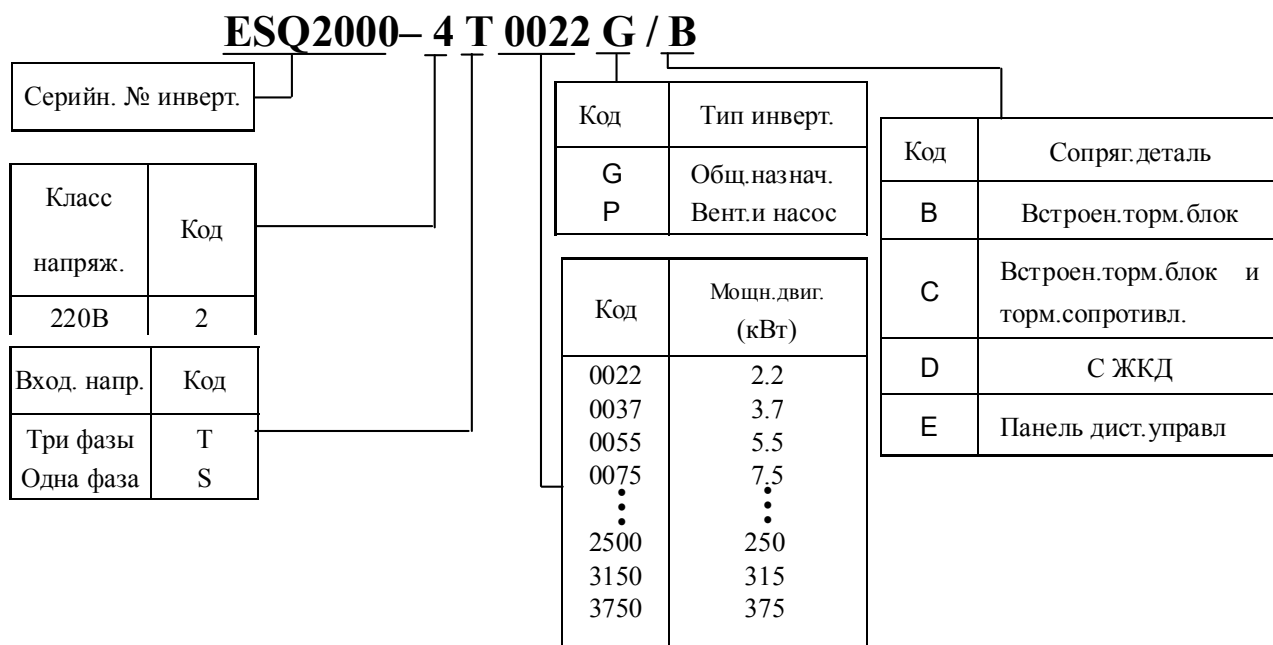 ESQ2000– 4 T 0022 G / B
Серийн. № инверт.
Класс напряж. Код
220В 2
Вход. напр. Код
Три фазы T
Одна фаза S
Код Тип инверт.
G Общ.назнач.
P Вент.и насос
Код Мощн.двиг. (кВт)
0022 2.2
0037 3.7
0055 5.5
0075 7.5
2500 250
3150 315
3750 375
Код Сопряг.деталь
B Встроен.торм.блок
C Встроен.торм.блок и
торм.сопротивл.
D С ЖКД
E Панель дист.управл